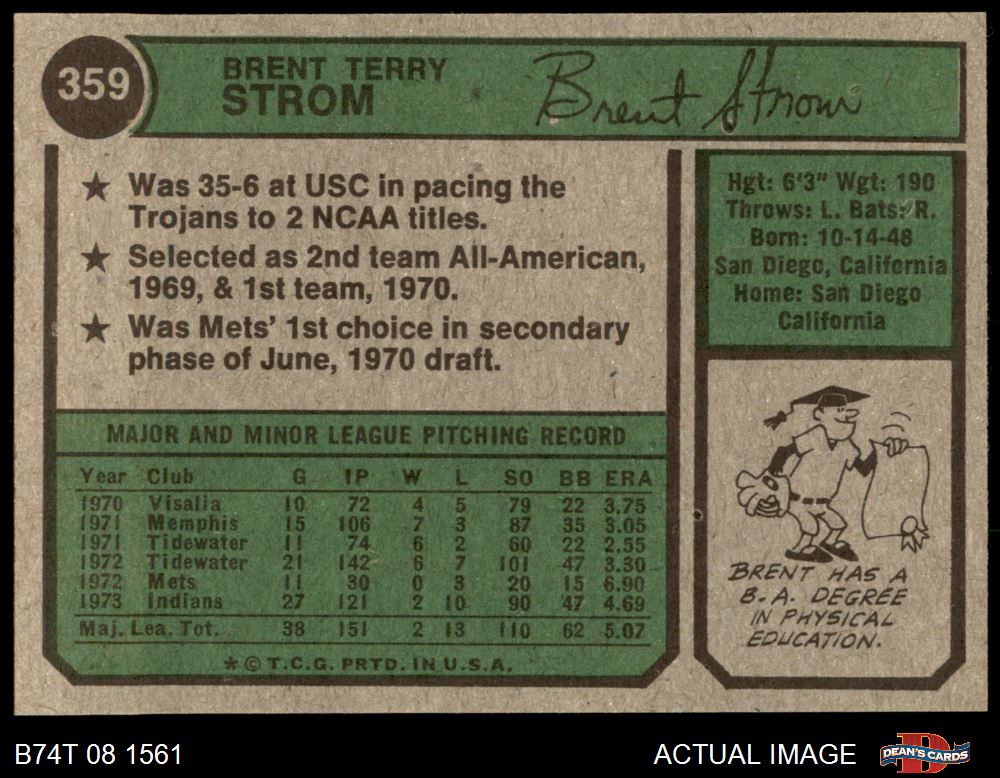 359
BRENT TERRY
STROM
Brent Strom
★ Was 35-6 at USC in pacing the
Trojans to 2 NCAA titles.
★ Selected as 2nd team All-American,
1969, & 1st team, 1970.
★ Was Mets' 1st choice in secondary
phase of June, 1970 draft.
Hgt: 6'3" Wgt: 190
Throws: L. Bats: R.
Born: 10-14-48
San Diego, California
Home: San Diego
California
MAJOR AND MINOR LEAGUE PITCHING RECORD
Year Club G IP W L SO BB ERA
1970 Visalia 10 72 4 5 79 22 3.75
1971 Memphis 15 106 7 3 87 35 3.05
1971 Tidewater 11 74 6 2 60 22 2.55
1972 Tidewater 21 142 6 7 101 47 3.30
1972 Mets 11 30 0 3 20 15 6.90
1973 Indians 27 121 2 10 90 47 4.69
Maj. Lea. Tot. 38 151 2 13 110 62 5.07
* © T.C.G. PRTD. IN U.S.A.
BRENT HAS A
B.A. DEGREE
IN PHYSICAL
EDUCATION.
B74T 08 1561
ACTUAL IMAGE
DEAN'S CARDS